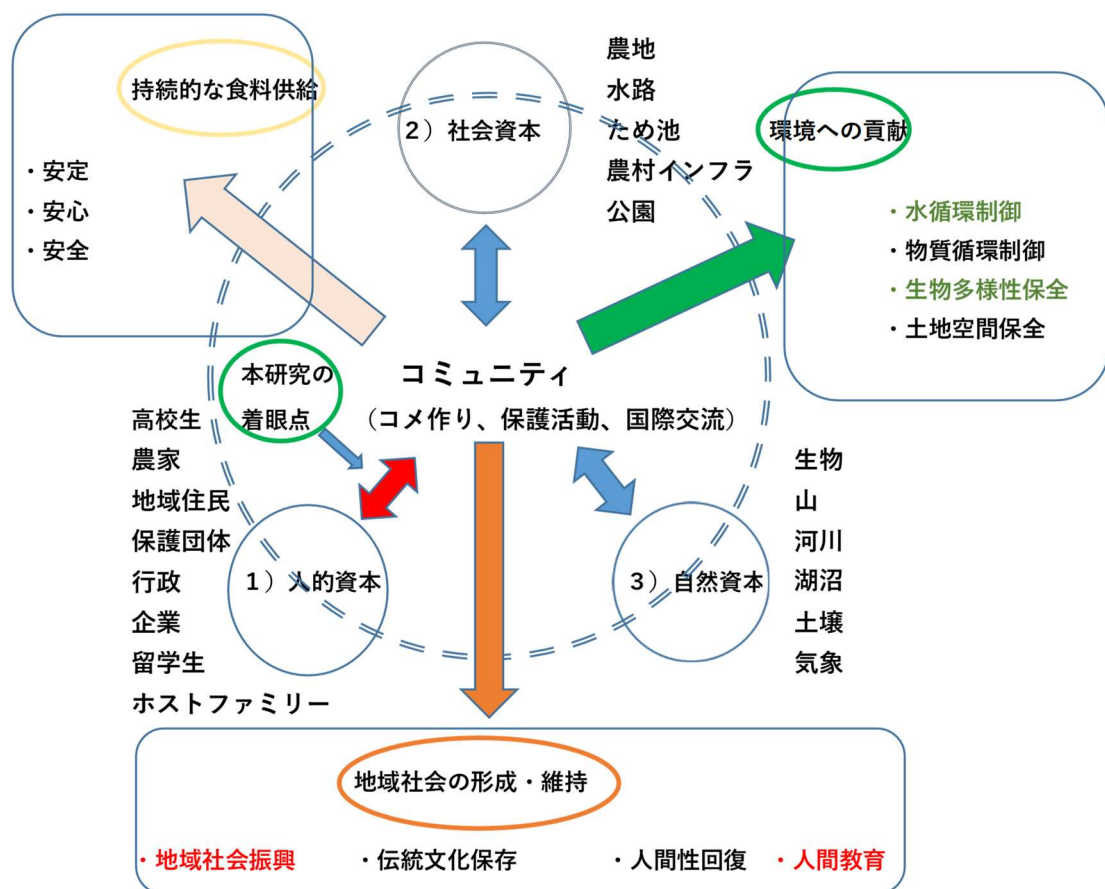 持続的な食料供給
・安定
・安心
・安全
2）社会資本
農地
水路
ため池
農村インフラ
公園
環境への貢献
・水循環制御
・物質循環制御
・生物多様性保全
・土地空間保全
本研究の
着眼点
コミュニティ
（コメ作り、保護活動、国際交流）
高校生
農家
地域住民
保護団体
行政
企業
留学生
ホストファミリー
1）人的資本
3）自然資本
生物
山
河川
湖沼
土壌
気象
地域社会の形成・維持
・地域社会振興
・伝統文化保存
・人間性回復
・人間教育